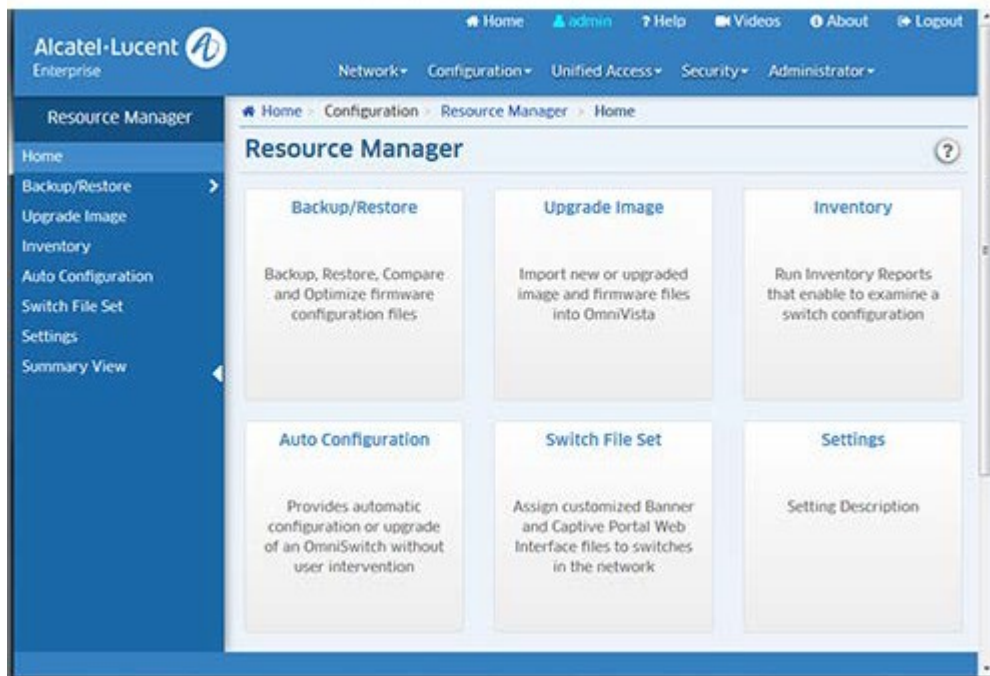 Home admin ? Help Videos About Logout
Alcatel·Lucent
Enterprise
Network Configuration Unified Access Security Administrator
Resource Manager
Home
Backup/Restore
Upgrade Image
Inventory
Auto Configuration
Switch File Set
Settings
Summary View
Home > Configuration > Resource Manager > Home
Resource Manager
?
Backup/Restore
Backup, Restore, Compare
and Optimize firmware
configuration files
Upgrade Image
Import new or upgraded
image and firmware files
into OmniVista
Inventory
Run Inventory Reports
that enable to examine a
switch configuration
Auto Configuration
Provides automatic
configuration or upgrade
of an OmniSwitch without
user intervention
Switch File Set
Assign customized Banner
and Captive Portal Web
Interface files to switches
in the network
Settings
Setting Description